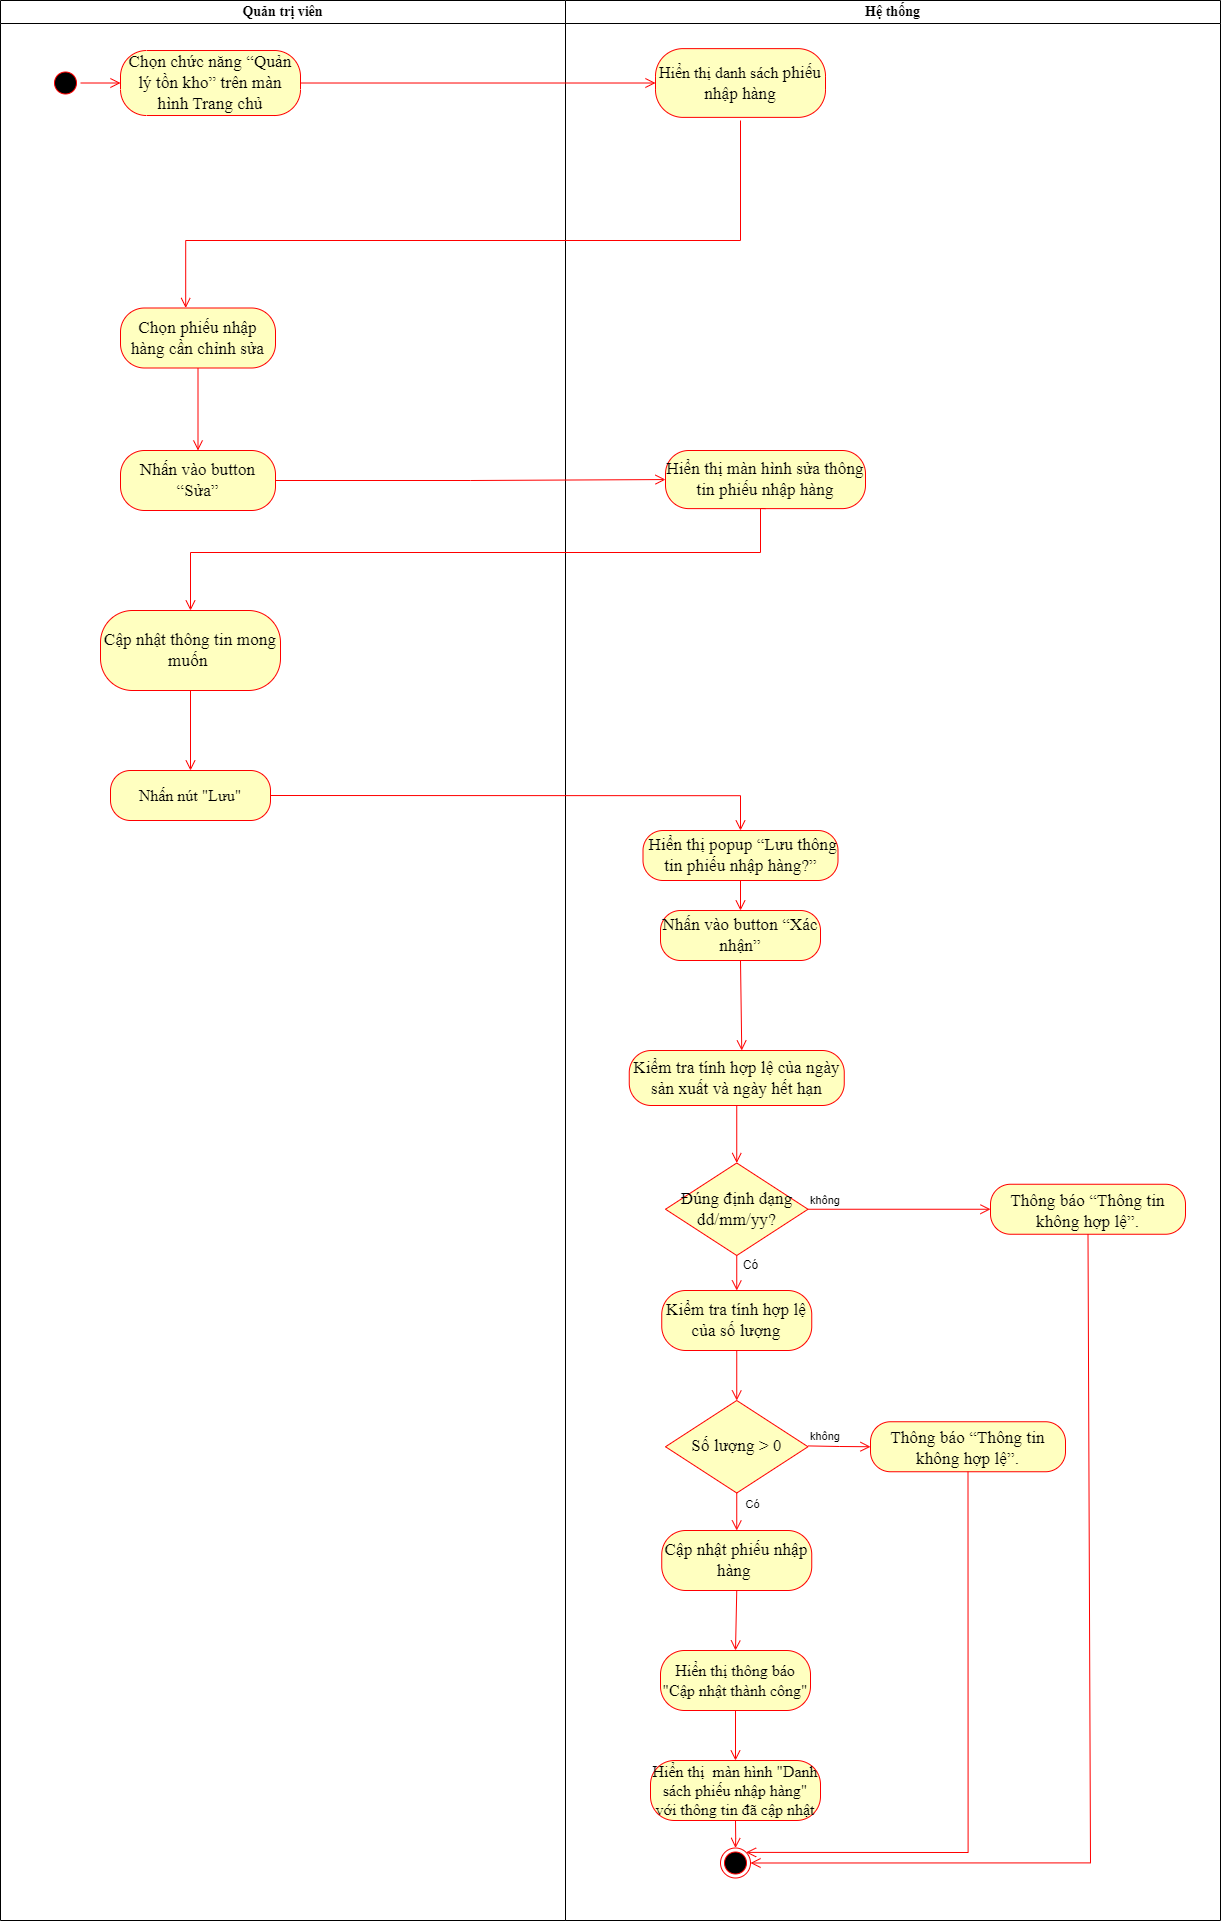 Quản trị viên
Hệ thống
Chọn chức năng “Quản
lý tồn kho” trên màn
hình Trang chủ
Hiển thị danh sách phiếu
nhập hàng
Chọn phiếu nhập
hàng cần chỉnh sửa
Nhấn vào button
“Sửa”
Hiển thị màn hình sửa thông
tin phiếu nhập hàng
Cập nhật thông tin mong
muốn
Nhấn nút "Lưu"
Hiển thị popup “Lưu thông
tin phiếu nhập hàng?”
Nhấn vào button “Xác
nhận”
Kiểm tra tính hợp lệ của ngày
sản xuất và ngày hết hạn
Đúng định dạng
dd/mm/yy?
không
Thông báo “Thông tin
không hợp lệ”.
Có
Kiểm tra tính hợp lệ
của số lượng
Số lượng > 0
không
Thông báo “Thông tin
không hợp lệ”.
Có
Cập nhật phiếu nhập
hàng
Hiển thị thông báo
"Cập nhật thành công"
Hiển thị  màn hình "Danh
sách phiếu nhập hàng"
với thông tin đã cập nhật